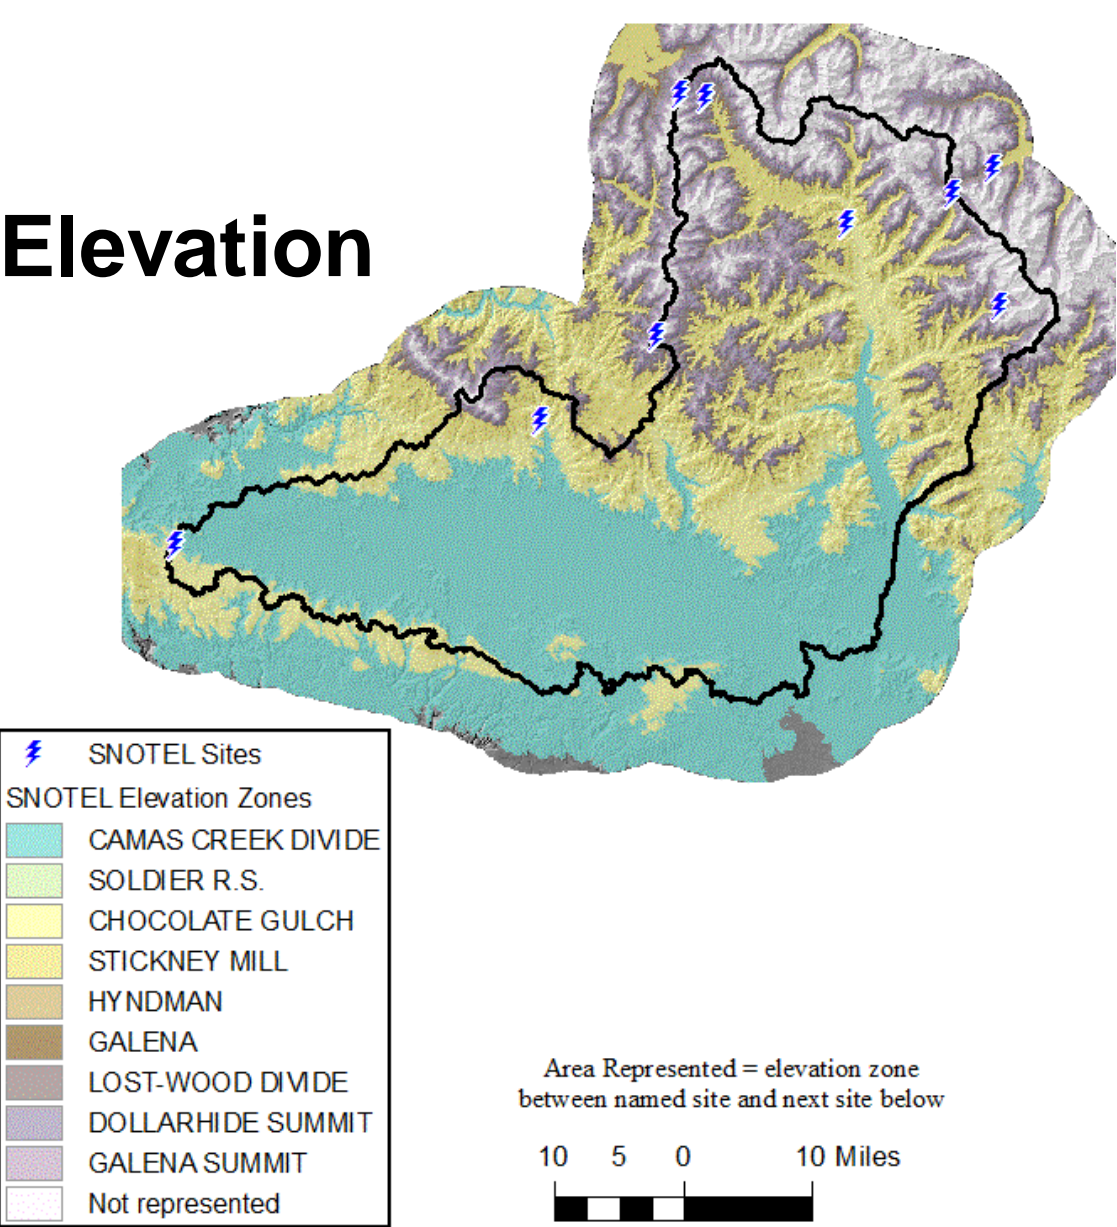 Elevation
SNOTEL Sites
SNOTEL Elevation Zones
CAMAS CREEK DIVIDE
SOLDIER R.S.
CHOCOLATE GULCH
STICKNEY MILL
HYNDMAN
GALENA
LOST-WOOD DIVIDE
DOLLARHIDE SUMMIT
GALENA SUMMIT
Not represented
Area Represented = elevation zone
between named site and next site below
10 5 0 10 Miles